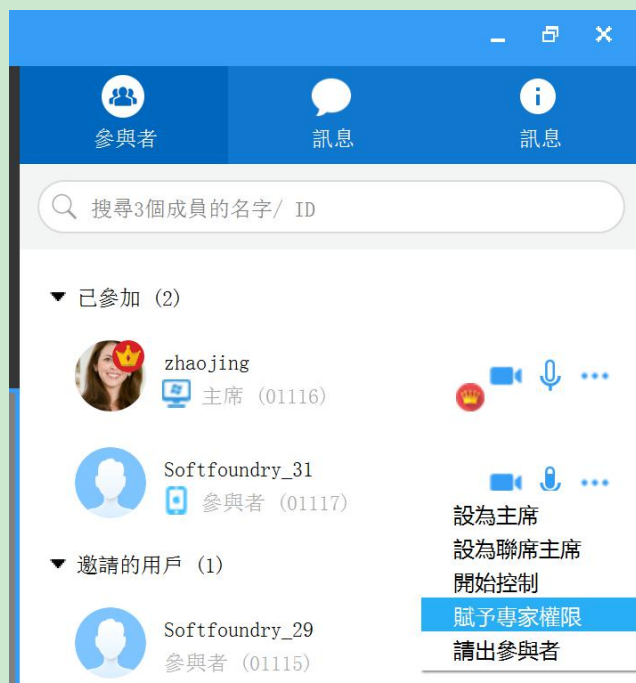 參與者
訊息
訊息
搜尋3個成員的名字/ ID
已參加 (2)
zhaojing
主席 (01116)
Softfoundry_31
參與者 (01117)
設為主席
設為聯席主席
開始控制
賦予專家權限
請出參與者
邀請的用戶 (1)
Softfoundry_29
參與者 (01115)